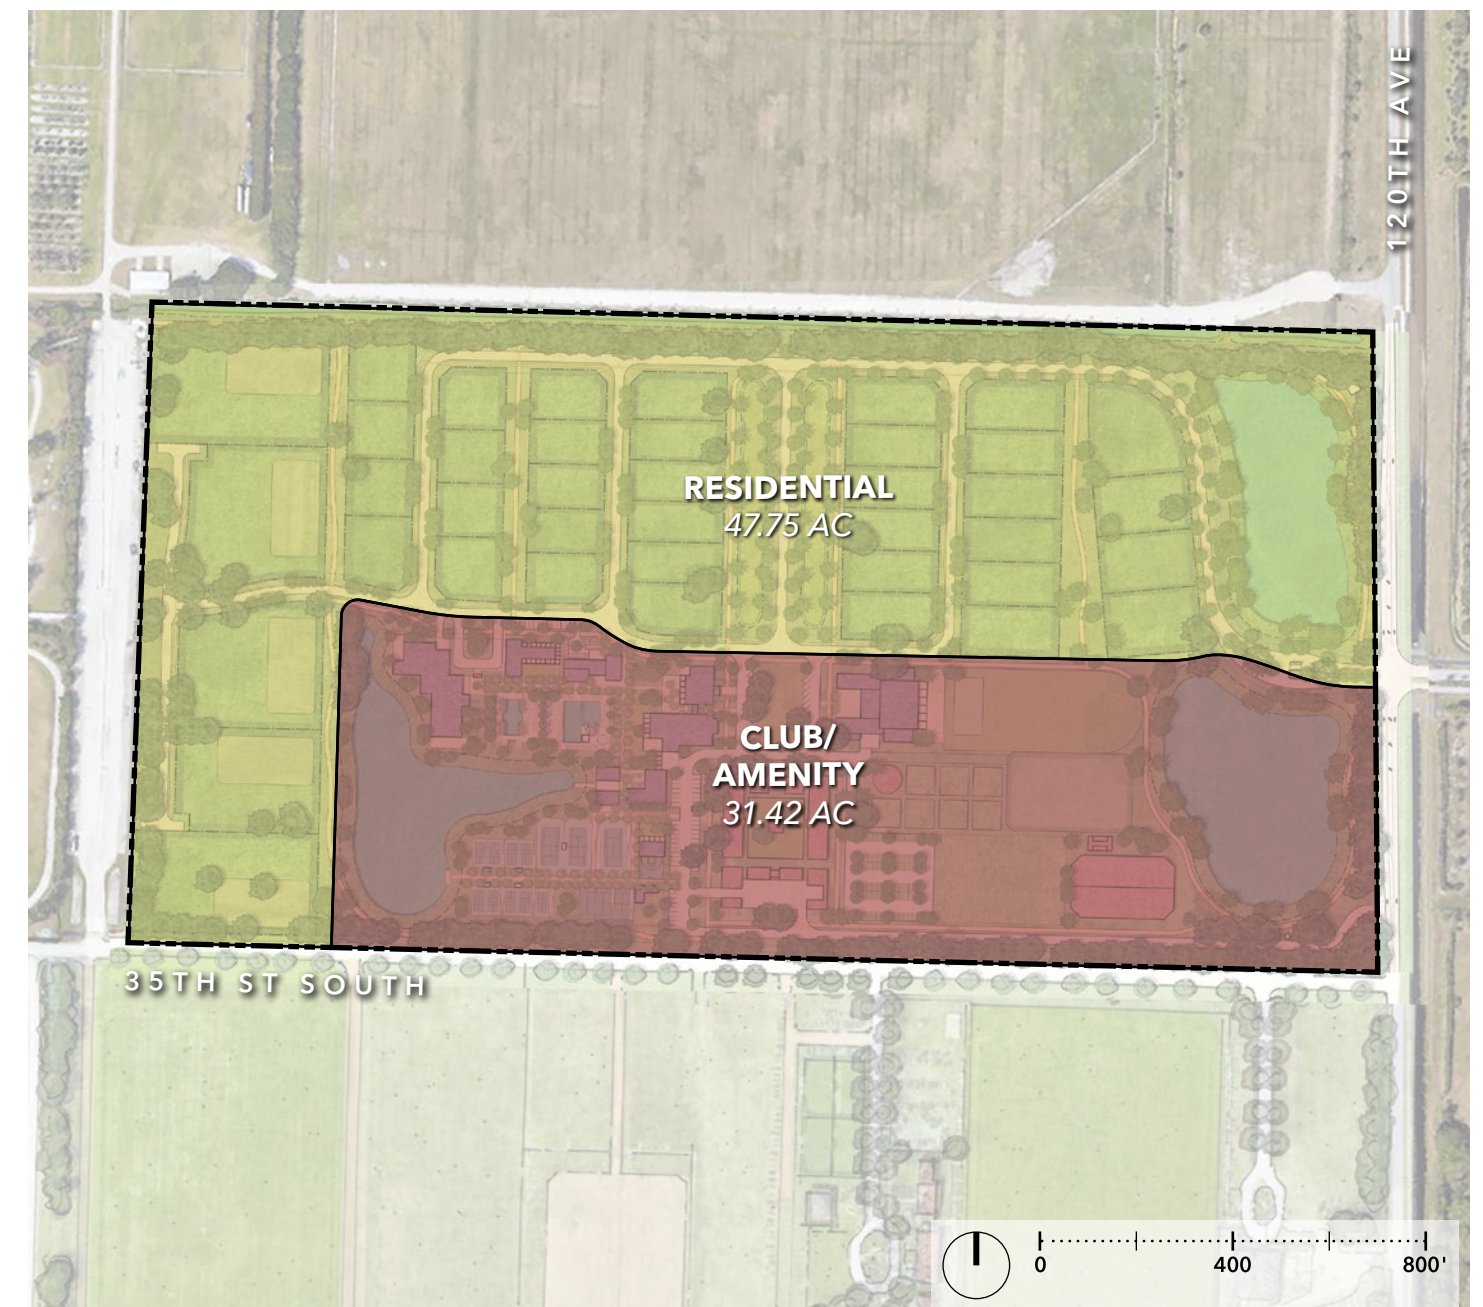 120TH AVE
RESIDENTIAL
47.75 AC
CLUB/
AMENITY
31.42 AC
35TH ST SOUTH
0 400 800'